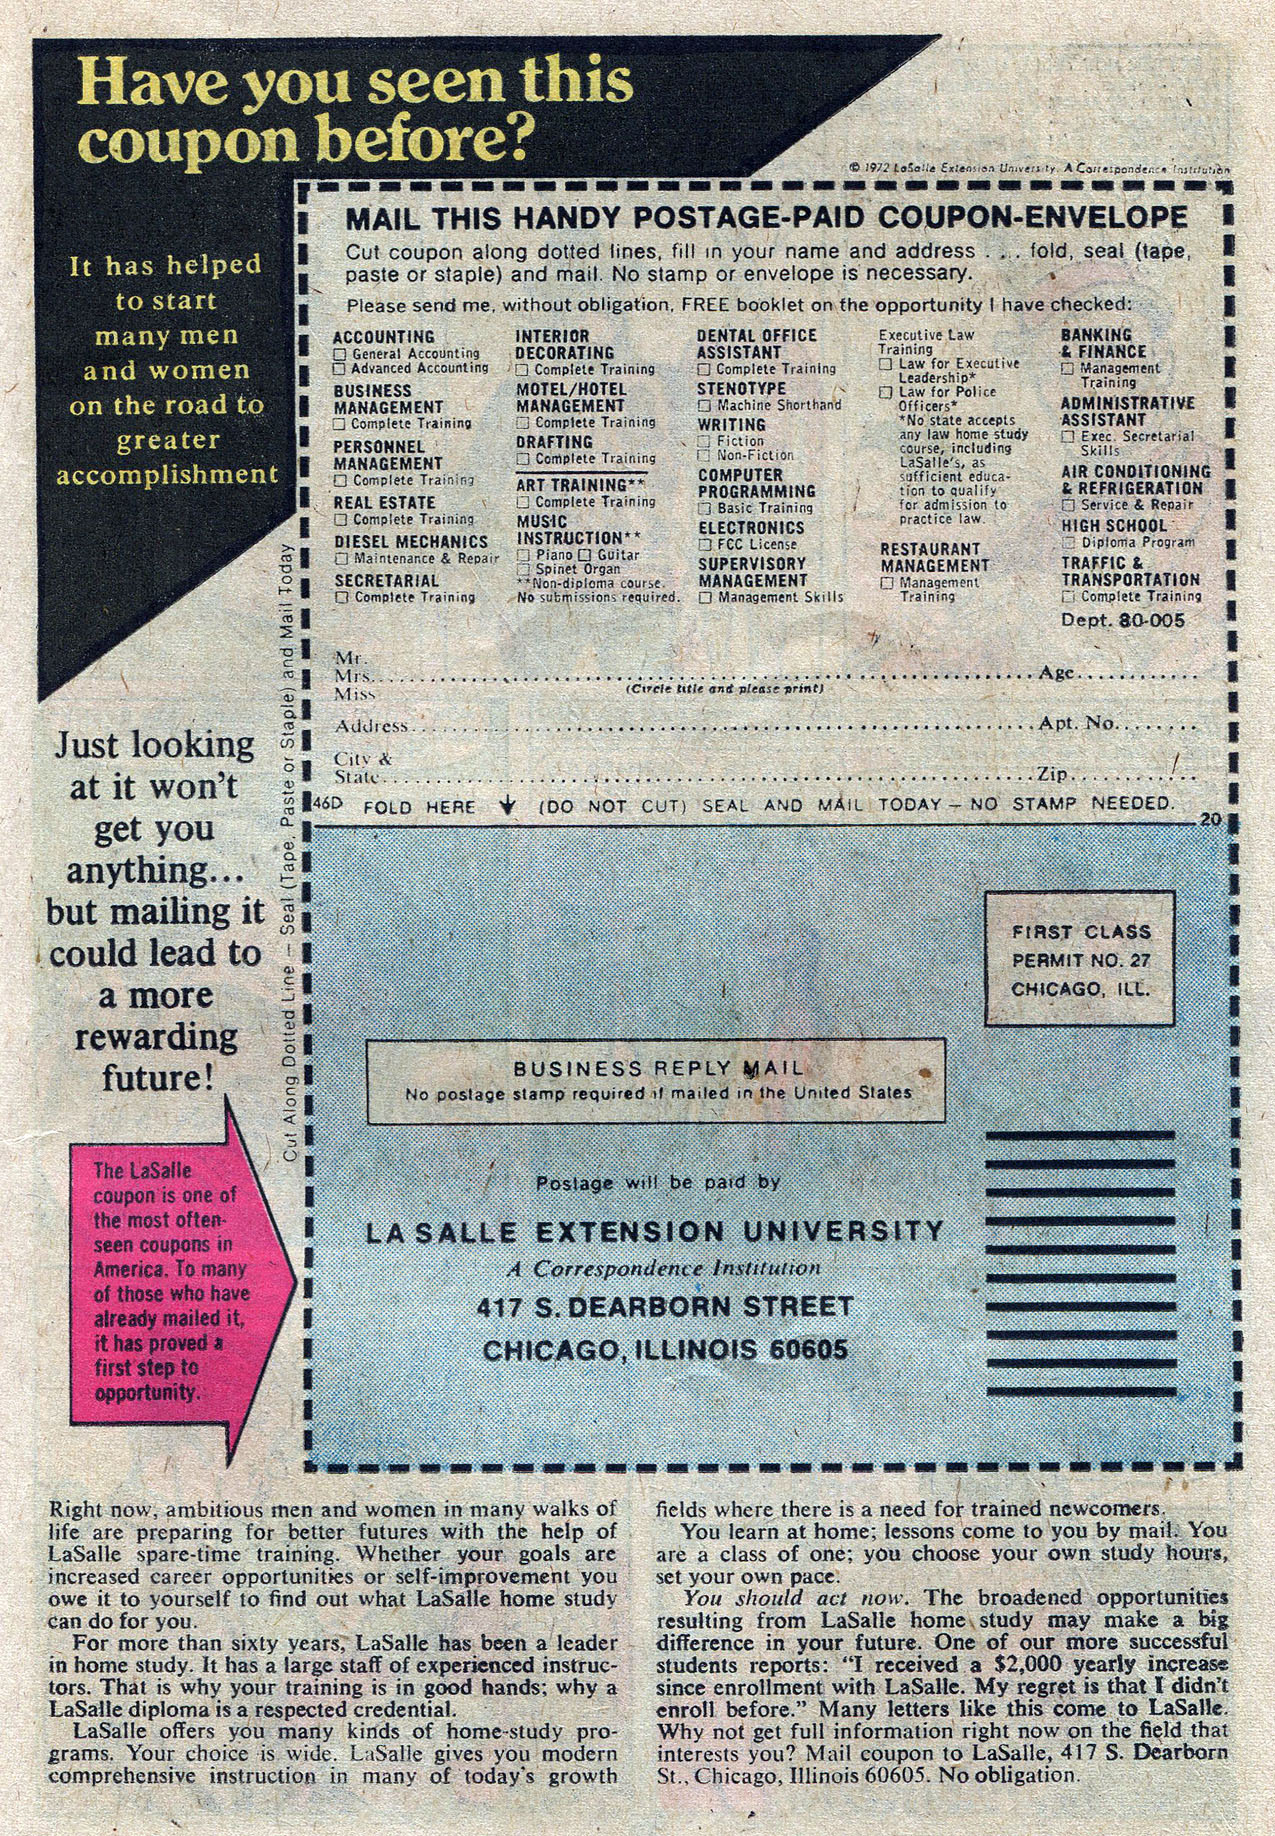 Have you seen this
coupon before?
It has helped
to start
many men
and women
on the road to
greater
accomplishment
Just looking
at it won't
get you
anything...
but mailing it
could lead to
a more
rewarding
future!
The LaSalle
coupon is one of
the most often-
seen coupons in
America. To many
of those who have
already mailed it,
it has proved a
first step to
opportunity.
Cut Along Dotted Line — Seal (Tape, Paste or Staple) and Mail Today
© 1972 LaSalle Extension University. A Correspondence Institution
MAIL THIS HANDY POSTAGE-PAID COUPON-ENVELOPE
Cut coupon along dotted lines, fill in your name and address . . . fold, seal (tape,
paste or staple) and mail. No stamp or envelope is necessary.
Please send me, without obligation, FREE booklet on the opportunity I have checked:
ACCOUNTING
☐ General Accounting
☐ Advanced Accounting
BUSINESS
MANAGEMENT
☐ Complete Training
PERSONNEL
MANAGEMENT
☐ Complete Training
REAL ESTATE
☐ Complete Training
DIESEL MECHANICS
☐ Maintenance & Repair
SECRETARIAL
☐ Complete Training
INTERIOR
DECORATING
☐ Complete Training
MOTEL/HOTEL
MANAGEMENT
☐ Complete Training
DRAFTING
☐ Complete Training
ART TRAINING**
☐ Complete Training
MUSIC
INSTRUCTION**
☐ Piano ☐ Guitar
☐ Spinet Organ
**Non-diploma course.
No submissions required.
DENTAL OFFICE
ASSISTANT
☐ Complete Training
STENOTYPE
☐ Machine Shorthand
WRITING
☐ Fiction
☐ Non-Fiction
COMPUTER
PROGRAMMING
☐ Basic Training
ELECTRONICS
☐ FCC License
SUPERVISORY
MANAGEMENT
☐ Management Skills
Executive Law
Training
☐ Law for Executive
Leadership*
☐ Law for Police
Officers*
*No state accepts
any law home study
course, including
LaSalle's, as
sufficient educa-
tion to qualify
for admission to
practice law.
RESTAURANT
MANAGEMENT
☐ Management
Training
BANKING
& FINANCE
☐ Management
Training
ADMINISTRATIVE
ASSISTANT
☐ Exec. Secretarial
Skills
AIR CONDITIONING
& REFRIGERATION
☐ Service & Repair
HIGH SCHOOL
☐ Diploma Program
TRAFFIC &
TRANSPORTATION
☐ Complete Training
Dept. 80-005
Mr.
Mrs. Age
Miss (Circle title and please print)
Address Apt. No.
City &
State Zip
46D FOLD HERE ↓ (DO NOT CUT) SEAL AND MAIL TODAY — NO STAMP NEEDED.
20
FIRST CLASS
PERMIT NO. 27
CHICAGO, ILL.
BUSINESS REPLY MAIL
No postage stamp required if mailed in the United States
Postage will be paid by
LA SALLE EXTENSION UNIVERSITY
A Correspondence Institution
417 S. DEARBORN STREET
CHICAGO, ILLINOIS 60605
Right now, ambitious men and women in many walks of
life are preparing for better futures with the help of
LaSalle spare-time training. Whether your goals are
increased career opportunities or self-improvement you
owe it to yourself to find out what LaSalle home study
can do for you.
For more than sixty years, LaSalle has been a leader
in home study. It has a large staff of experienced instruc-
tors. That is why your training is in good hands; why a
LaSalle diploma is a respected credential.
LaSalle offers you many kinds of home-study pro-
grams. Your choice is wide. LaSalle gives you modern
comprehensive instruction in many of today's growth
fields where there is a need for trained newcomers.
You learn at home; lessons come to you by mail. You
are a class of one; you choose your own study hours,
set your own pace.
You should act now. The broadened opportunities
resulting from LaSalle home study may make a big
difference in your future. One of our more successful
students reports: "I received a $2,000 yearly increase
since enrollment with LaSalle. My regret is that I didn't
enroll before." Many letters like this come to LaSalle.
Why not get full information right now on the field that
interests you? Mail coupon to LaSalle, 417 S. Dearborn
St., Chicago, Illinois 60605. No obligation.